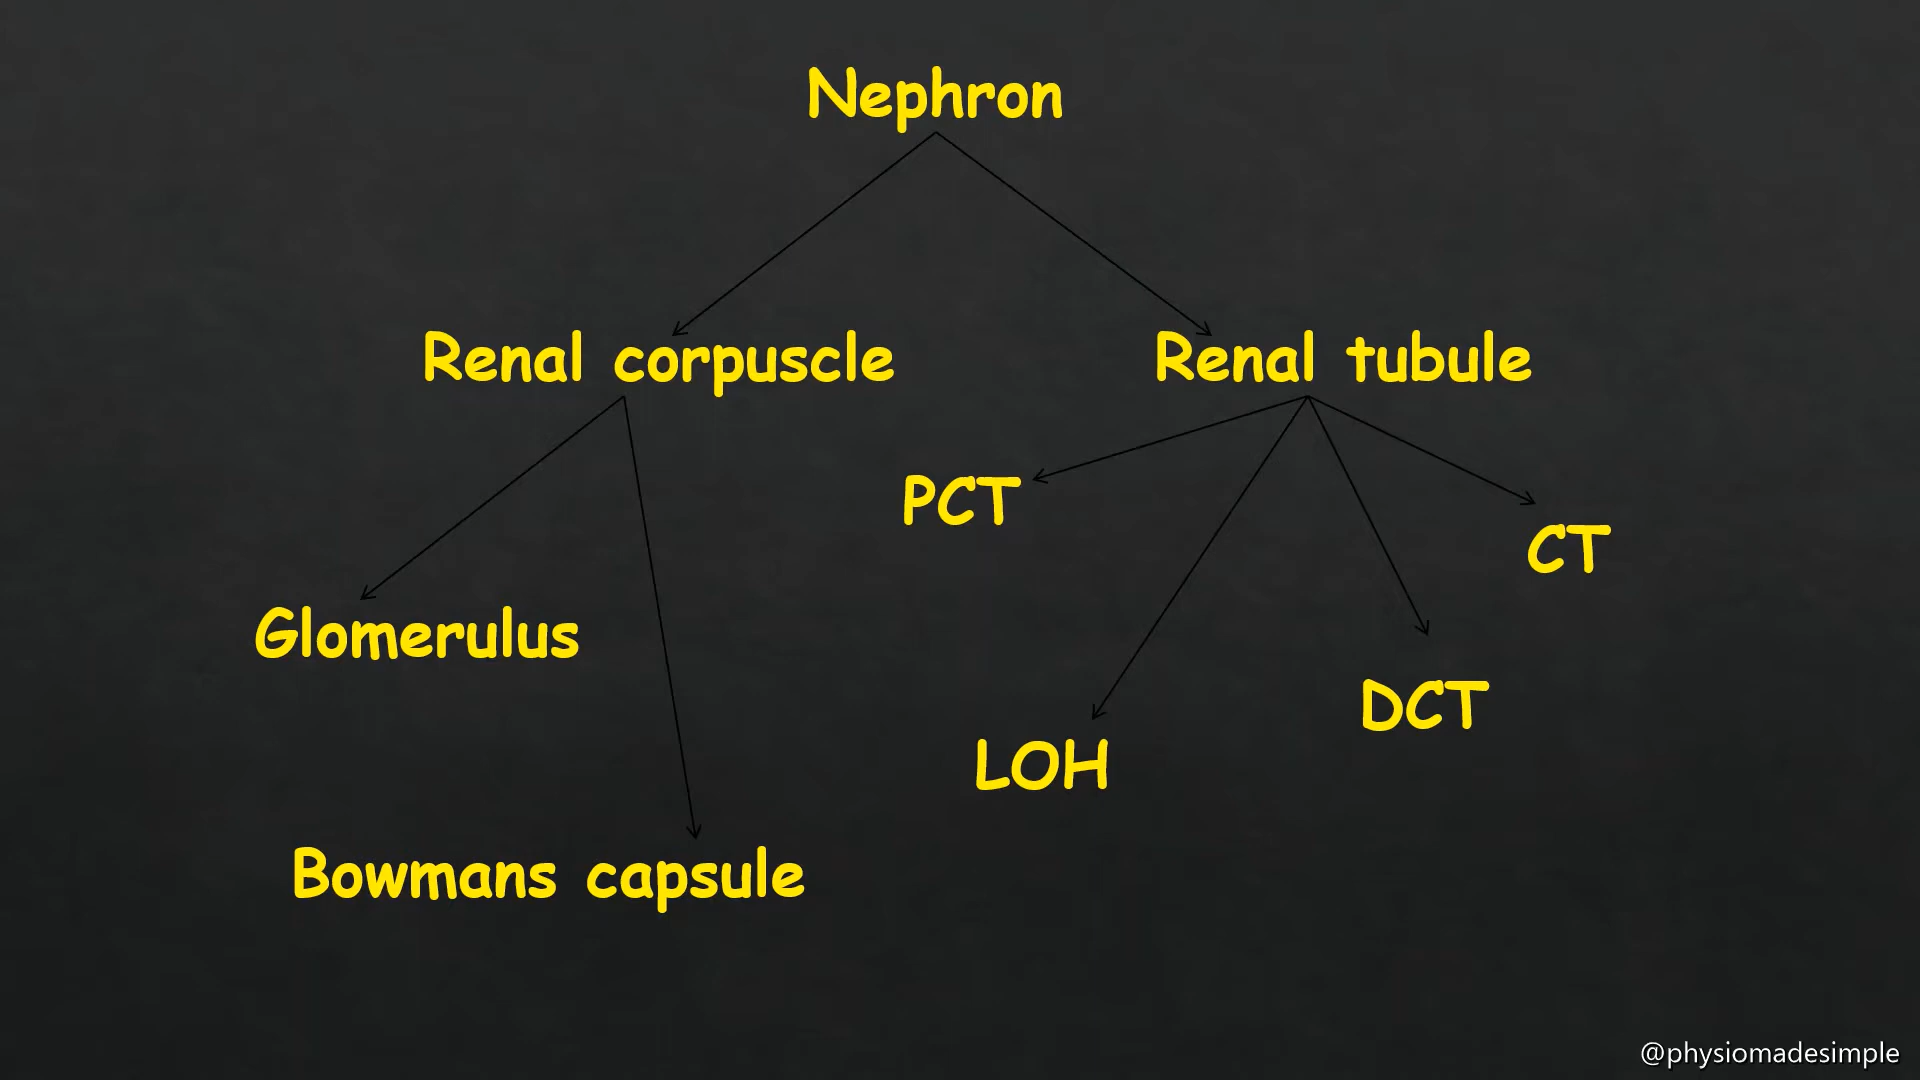 Nephron
Renal corpuscle
Renal tubule
PCT
CT
Glomerulus
DCT
LOH
Bowmans capsule
@physiomadesimple